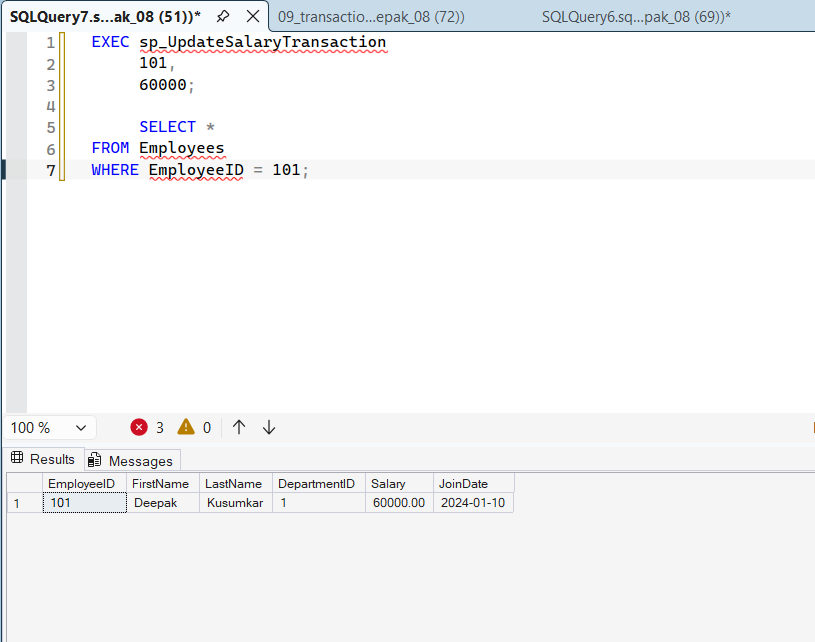 SQLQuery7.s...ak_08 (51))*
09_transactio...epak_08 (72))
SQLQuery6.sq...pak_08 (69))*
1 EXEC sp_UpdateSalaryTransaction
2 101,
3 60000;
4
5 SELECT *
6 FROM Employees
7 WHERE EmployeeID = 101;
100 % 3 0
Results Messages
EmployeeID FirstName LastName DepartmentID Salary JoinDate
1 101 Deepak Kusumkar 1 60000.00 2024-01-10